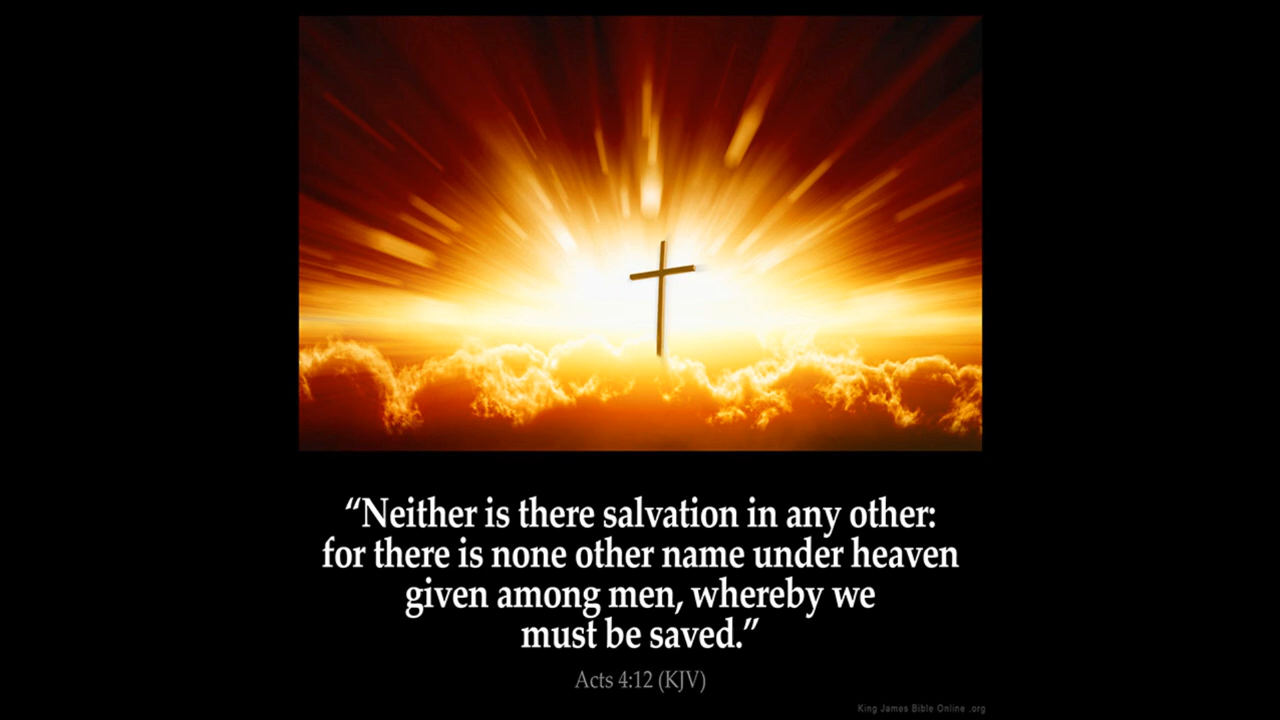 “Neither is there salvation in any other:
for there is none other name under heaven
given among men, whereby we
must be saved.”
Acts 4:12 (KJV)
King James Bible Online .org